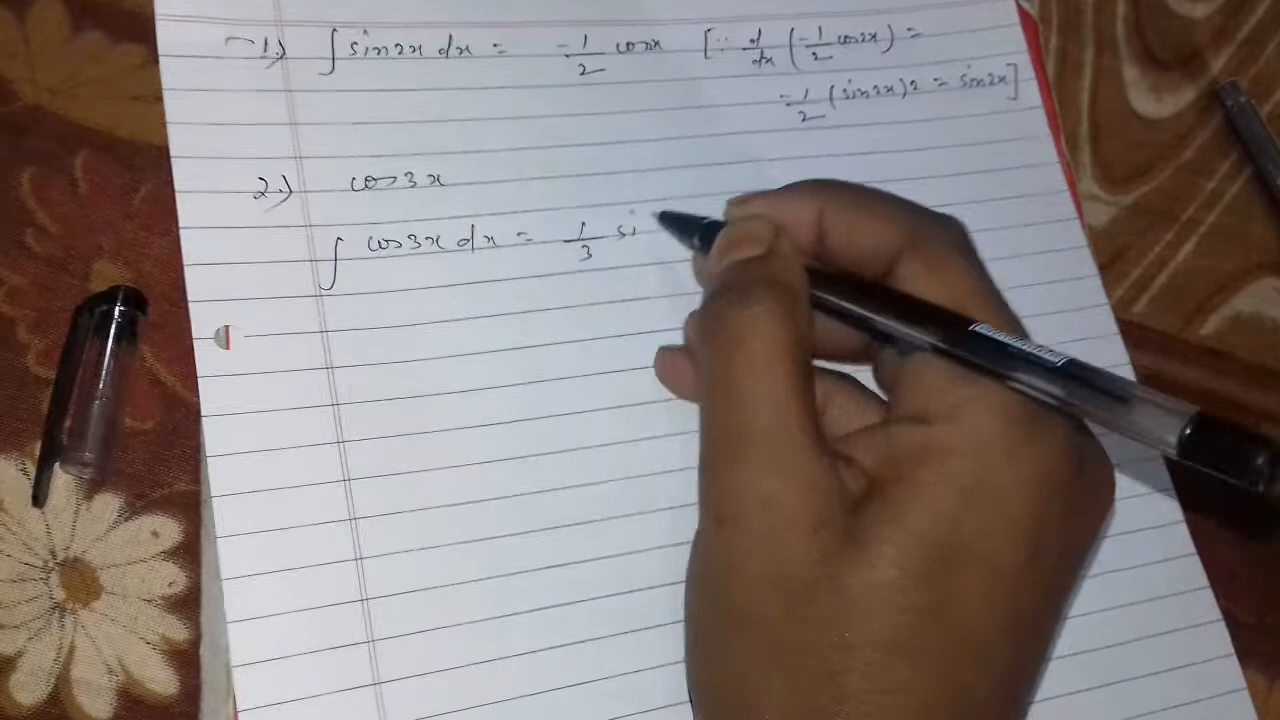 1.) ∫ sin2x dx = -1/2 cosx [∵ d/dx (-1/2 cos2x) =
-1/2 (sin2x)2 = sin2x]
2.) cos3x
∫ cos3x dx = 1/3 si